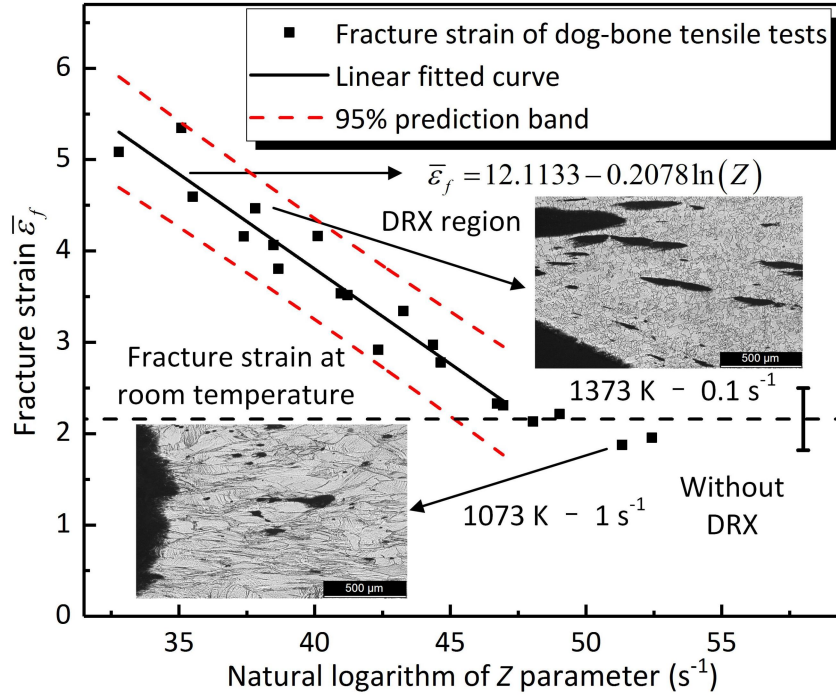 Fracture strain of dog-bone tensile tests
Linear fitted curve
95% prediction band
ε̄_f = 12.1133 − 0.2078ln(Z)
DRX region
500 μm
1373 K − 0.1 s⁻¹
Fracture strain at
room temperature
500 μm
1073 K − 1 s⁻¹
Without
DRX
6
5
4
3
2
1
0
Fracture strain ε̄_f
35
40
45
50
55
Natural logarithm of Z parameter (s⁻¹)